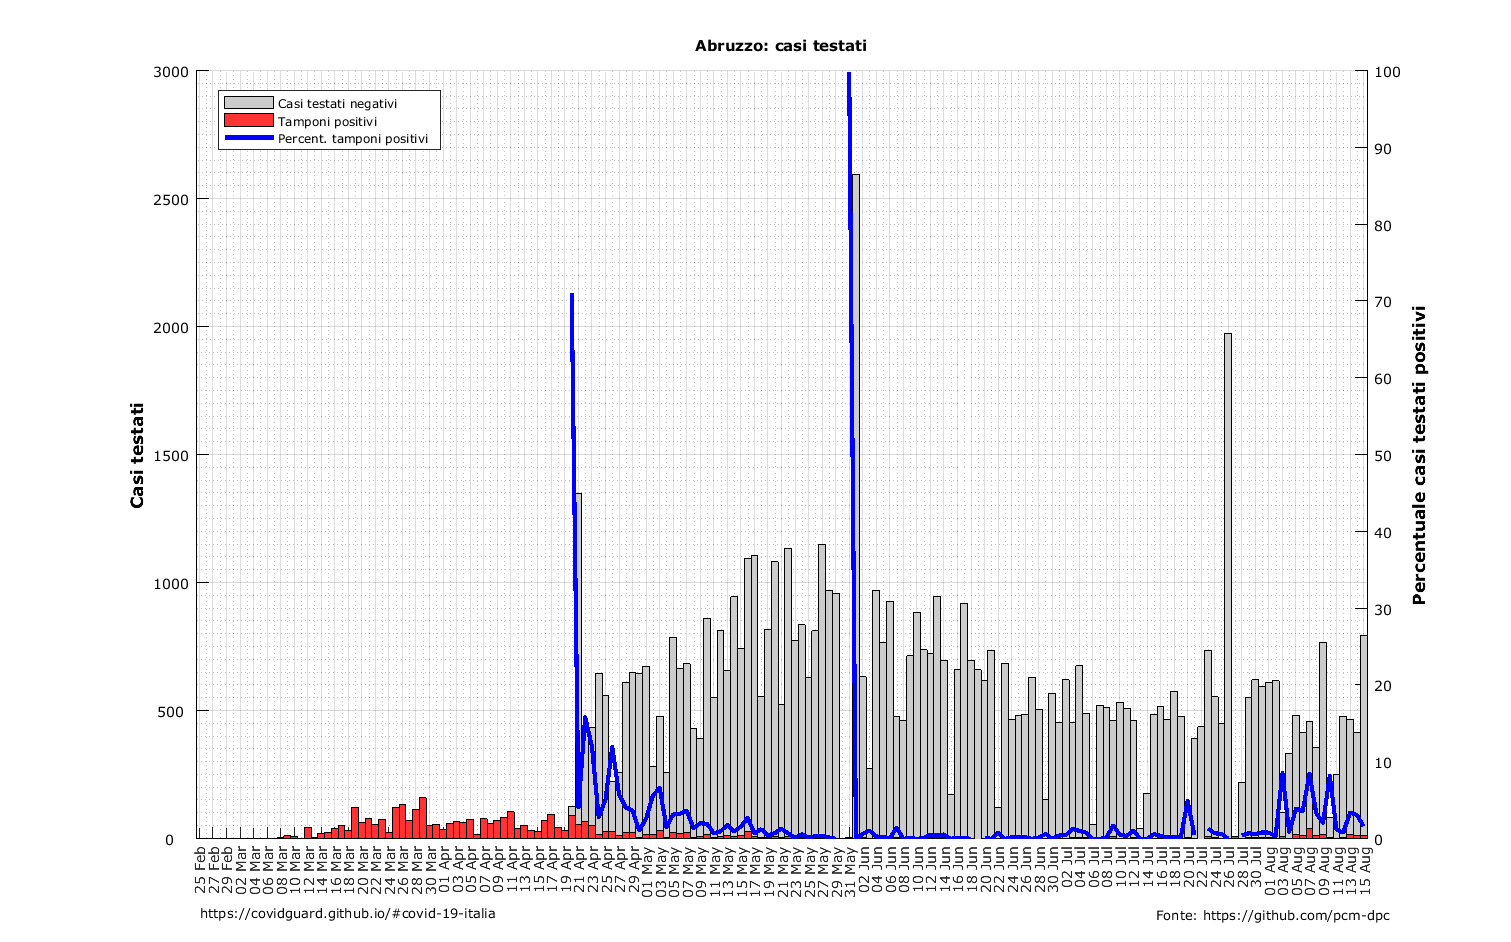 Abruzzo: casi testati
Casi testati negativi
Tamponi positivi
Percent. tamponi positivi
Casi testati
3000
2500
2000
1500
1000
500
0
100
90
80
70
60
50
40
30
20
10
0
Percentuale casi testati positivi
25 Feb
27 Feb
29 Feb
02 Mar
04 Mar
06 Mar
08 Mar
10 Mar
12 Mar
14 Mar
16 Mar
18 Mar
20 Mar
22 Mar
24 Mar
26 Mar
28 Mar
30 Mar
01 Apr
03 Apr
05 Apr
07 Apr
09 Apr
11 Apr
13 Apr
15 Apr
17 Apr
19 Apr
21 Apr
23 Apr
25 Apr
27 Apr
29 Apr
01 May
03 May
05 May
07 May
09 May
11 May
13 May
15 May
17 May
19 May
21 May
23 May
25 May
27 May
29 May
31 May
02 Jun
04 Jun
06 Jun
08 Jun
10 Jun
12 Jun
14 Jun
16 Jun
18 Jun
20 Jun
22 Jun
24 Jun
26 Jun
28 Jun
30 Jun
02 Jul
04 Jul
06 Jul
08 Jul
10 Jul
12 Jul
14 Jul
16 Jul
18 Jul
20 Jul
22 Jul
24 Jul
26 Jul
28 Jul
30 Jul
01 Aug
03 Aug
05 Aug
07 Aug
09 Aug
11 Aug
13 Aug
15 Aug
https://covidguard.github.io/#covid-19-italia
Fonte: https://github.com/pcm-dpc